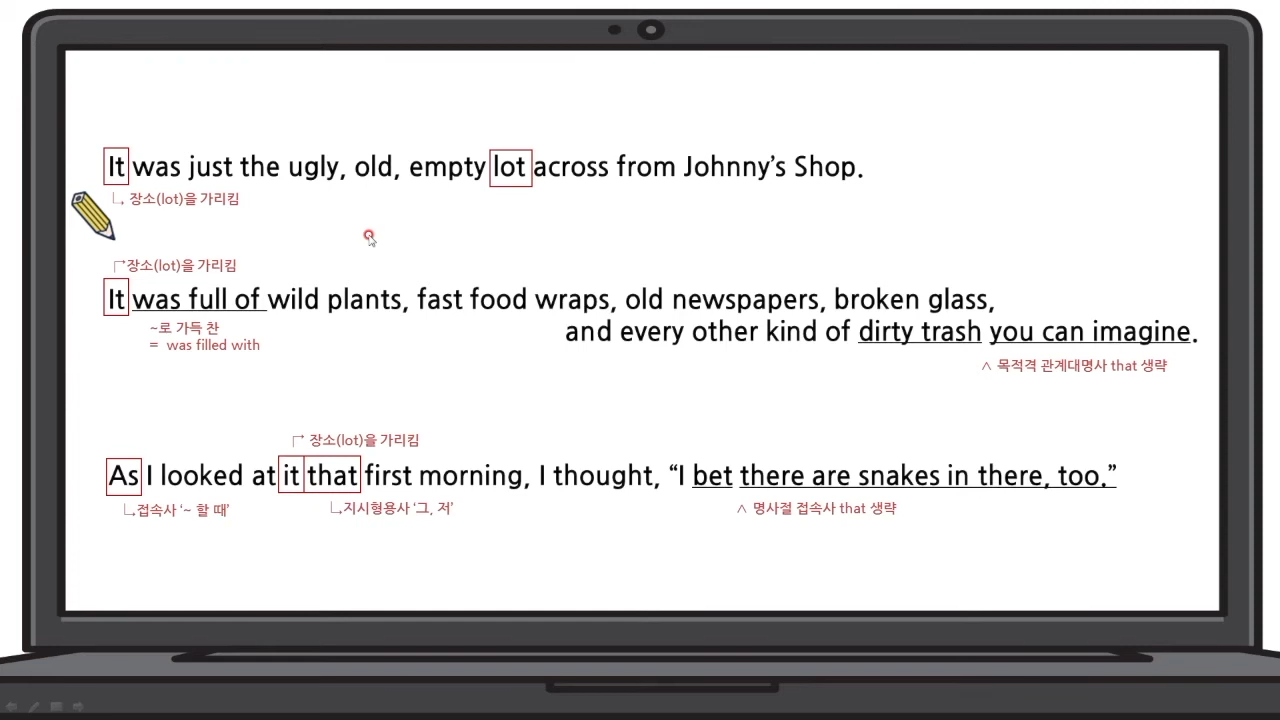 It was just the ugly, old, empty lot across from Johnny's Shop.
장소(lot)을 가리킴
장소(lot)을 가리킴
It was full of wild plants, fast food wraps, old newspapers, broken glass,
~로 가득 찬
= was filled with
and every other kind of dirty trash you can imagine.
∧ 목적격 관계대명사 that 생략
장소(lot)을 가리킴
As I looked at it that first morning, I thought, “I bet there are snakes in there, too.”
접속사 ‘~ 할 때’
지시형용사 ‘그, 저’
∧ 명사절 접속사 that 생략